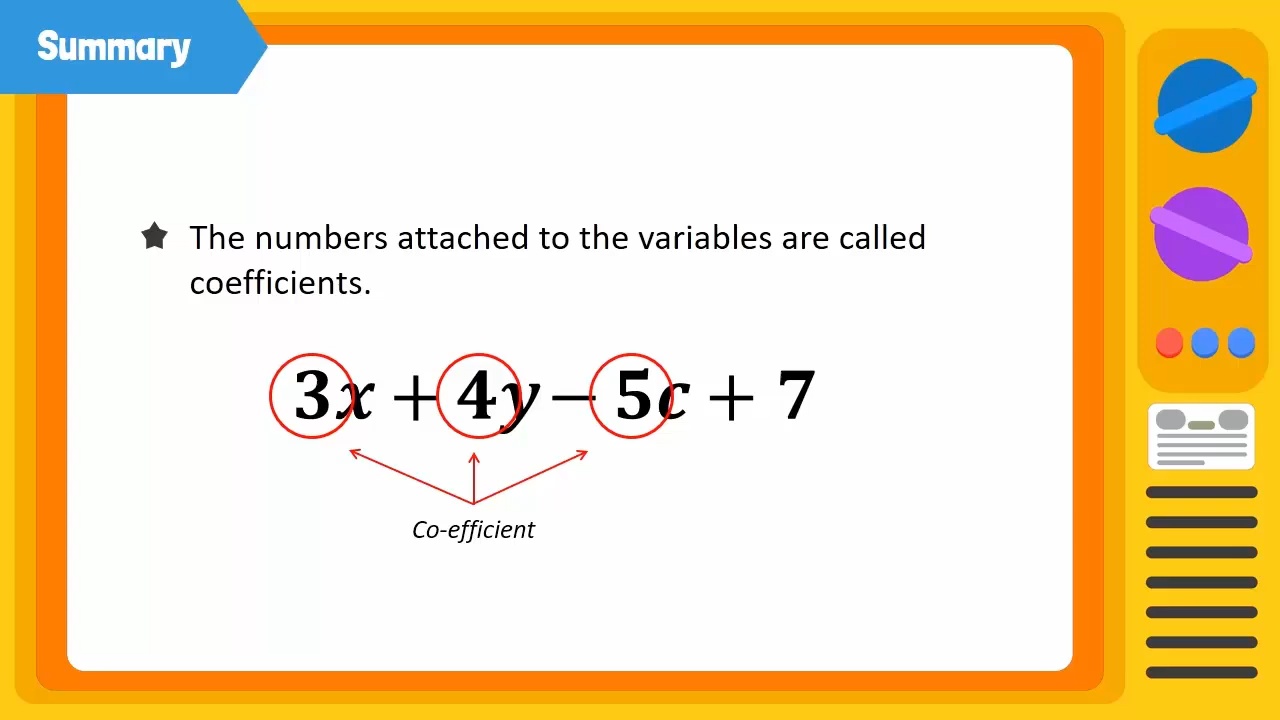 Summary
The numbers attached to the variables are called
coefficients.
3x + 4y − 5c + 7
Co-efficient